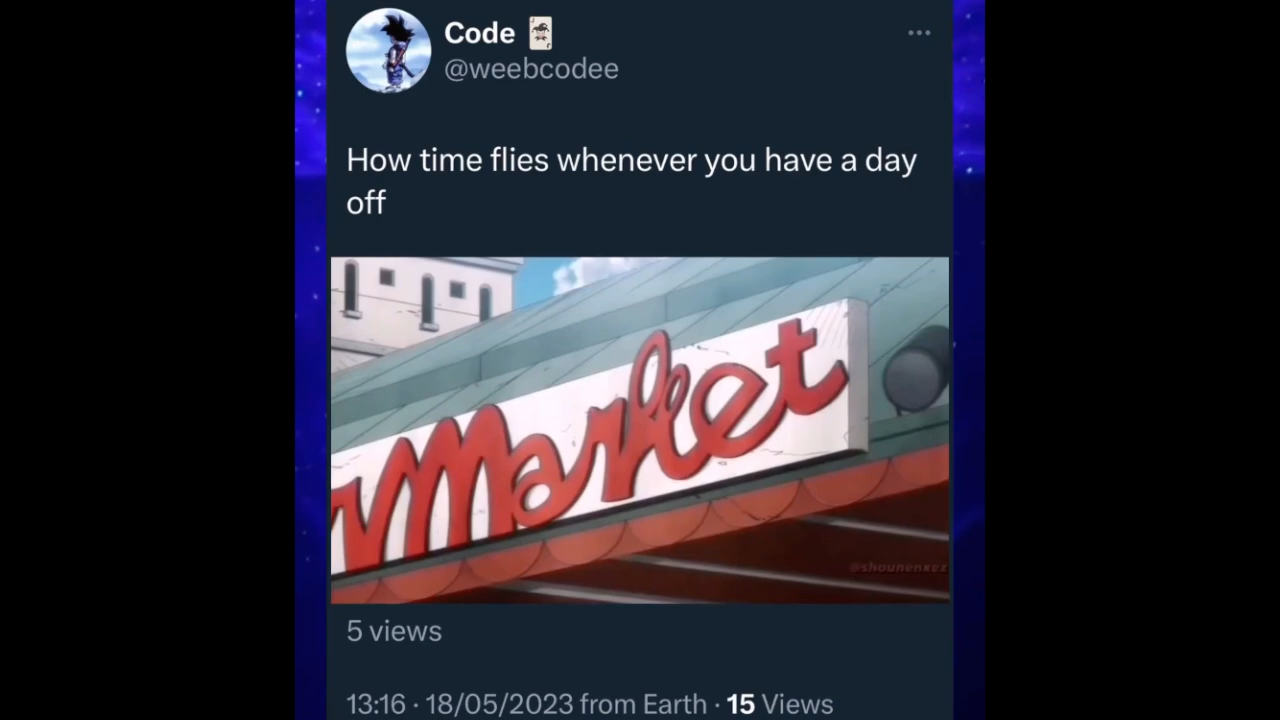 Code 🃏
@weebcodee
How time flies whenever you have a day
off
Market
@shounenxez
5 views
13:16 · 18/05/2023 from Earth · 15 Views